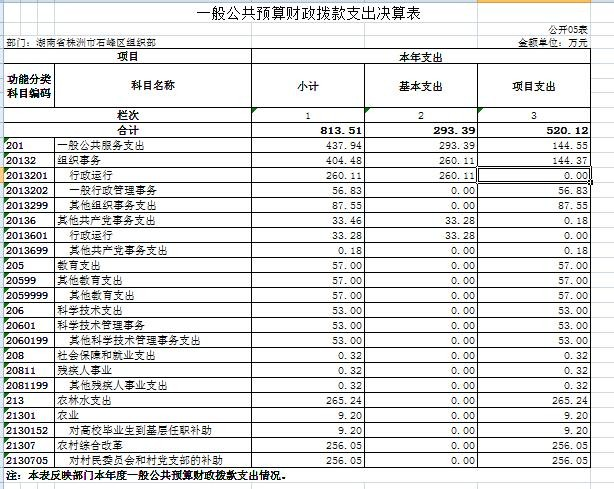 一般公共预算财政拨款支出决算表
公开05表
部门：湖南省株洲市石峰区组织部 金额单位：万元
项目 本年支出
功能分类科目编码 科目名称 小计 基本支出 项目支出
栏次 1 2 3
合计 813.51 293.39 520.12
201 一般公共服务支出 437.94 293.39 144.55
20132 组织事务 404.48 260.11 144.37
2013201 行政运行 260.11 260.11 0.00
2013202 一般行政管理事务 56.83 0.00 56.83
2013299 其他组织事务支出 87.55 0.00 87.55
20136 其他共产党事务支出 33.46 33.28 0.18
2013601 行政运行 33.28 33.28 0.00
2013699 其他共产党事务支出 0.18 0.00 0.18
205 教育支出 57.00 0.00 57.00
20599 其他教育支出 57.00 0.00 57.00
2059999 其他教育支出 57.00 0.00 57.00
206 科学技术支出 53.00 0.00 53.00
20601 科学技术管理事务 53.00 0.00 53.00
2060199 其他科学技术管理事务支出 53.00 0.00 53.00
208 社会保障和就业支出 0.32 0.00 0.32
20811 残疾人事业 0.32 0.00 0.32
2081199 其他残疾人事业支出 0.32 0.00 0.32
213 农林水支出 265.24 0.00 265.24
21301 农业 9.20 0.00 9.20
2130152 对高校毕业生到基层任职补助 9.20 0.00 9.20
21307 农村综合改革 256.05 0.00 256.05
2130705 对村民委员会和村党支部的补助 256.05 0.00 256.05
注：本表反映部门本年度一般公共预算财政拨款支出情况。